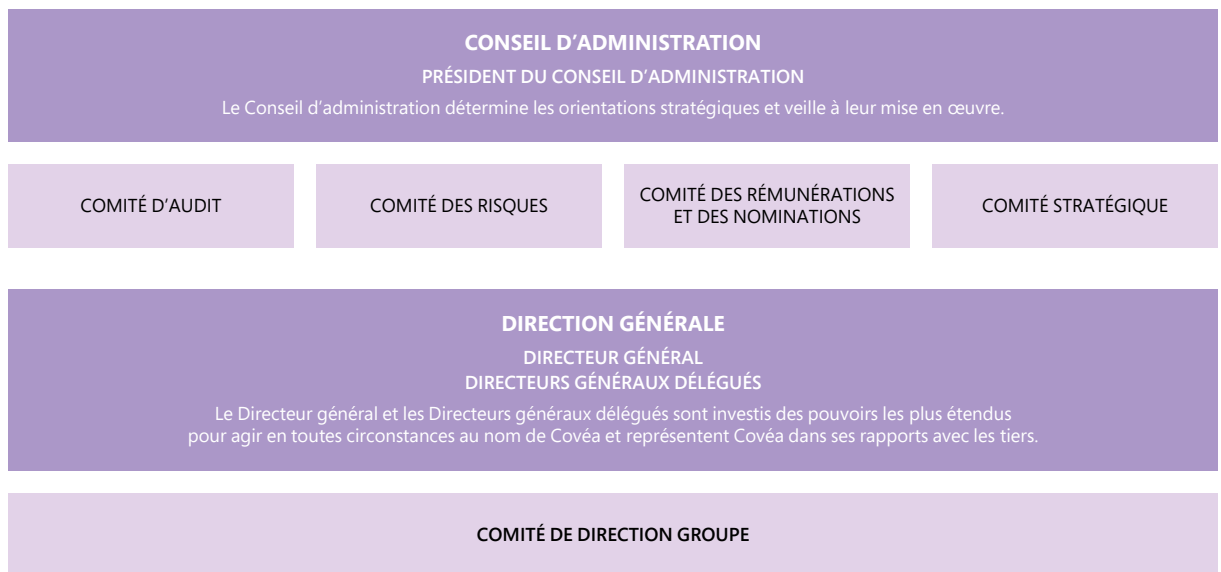 CONSEIL D’ADMINISTRATION
PRÉSIDENT DU CONSEIL D’ADMINISTRATION
Le Conseil d’administration détermine les orientations stratégiques et veille à leur mise en œuvre.
COMITÉ D’AUDIT
COMITÉ DES RISQUES
COMITÉ DES RÉMUNÉRATIONS
ET DES NOMINATIONS
COMITÉ STRATÉGIQUE
DIRECTION GÉNÉRALE
DIRECTEUR GÉNÉRAL
DIRECTEURS GÉNÉRAUX DÉLÉGUÉS
Le Directeur général et les Directeurs généraux délégués sont investis des pouvoirs les plus étendus
pour agir en toutes circonstances au nom de Covéa et représentent Covéa dans ses rapports avec les tiers.
COMITÉ DE DIRECTION GROUPE